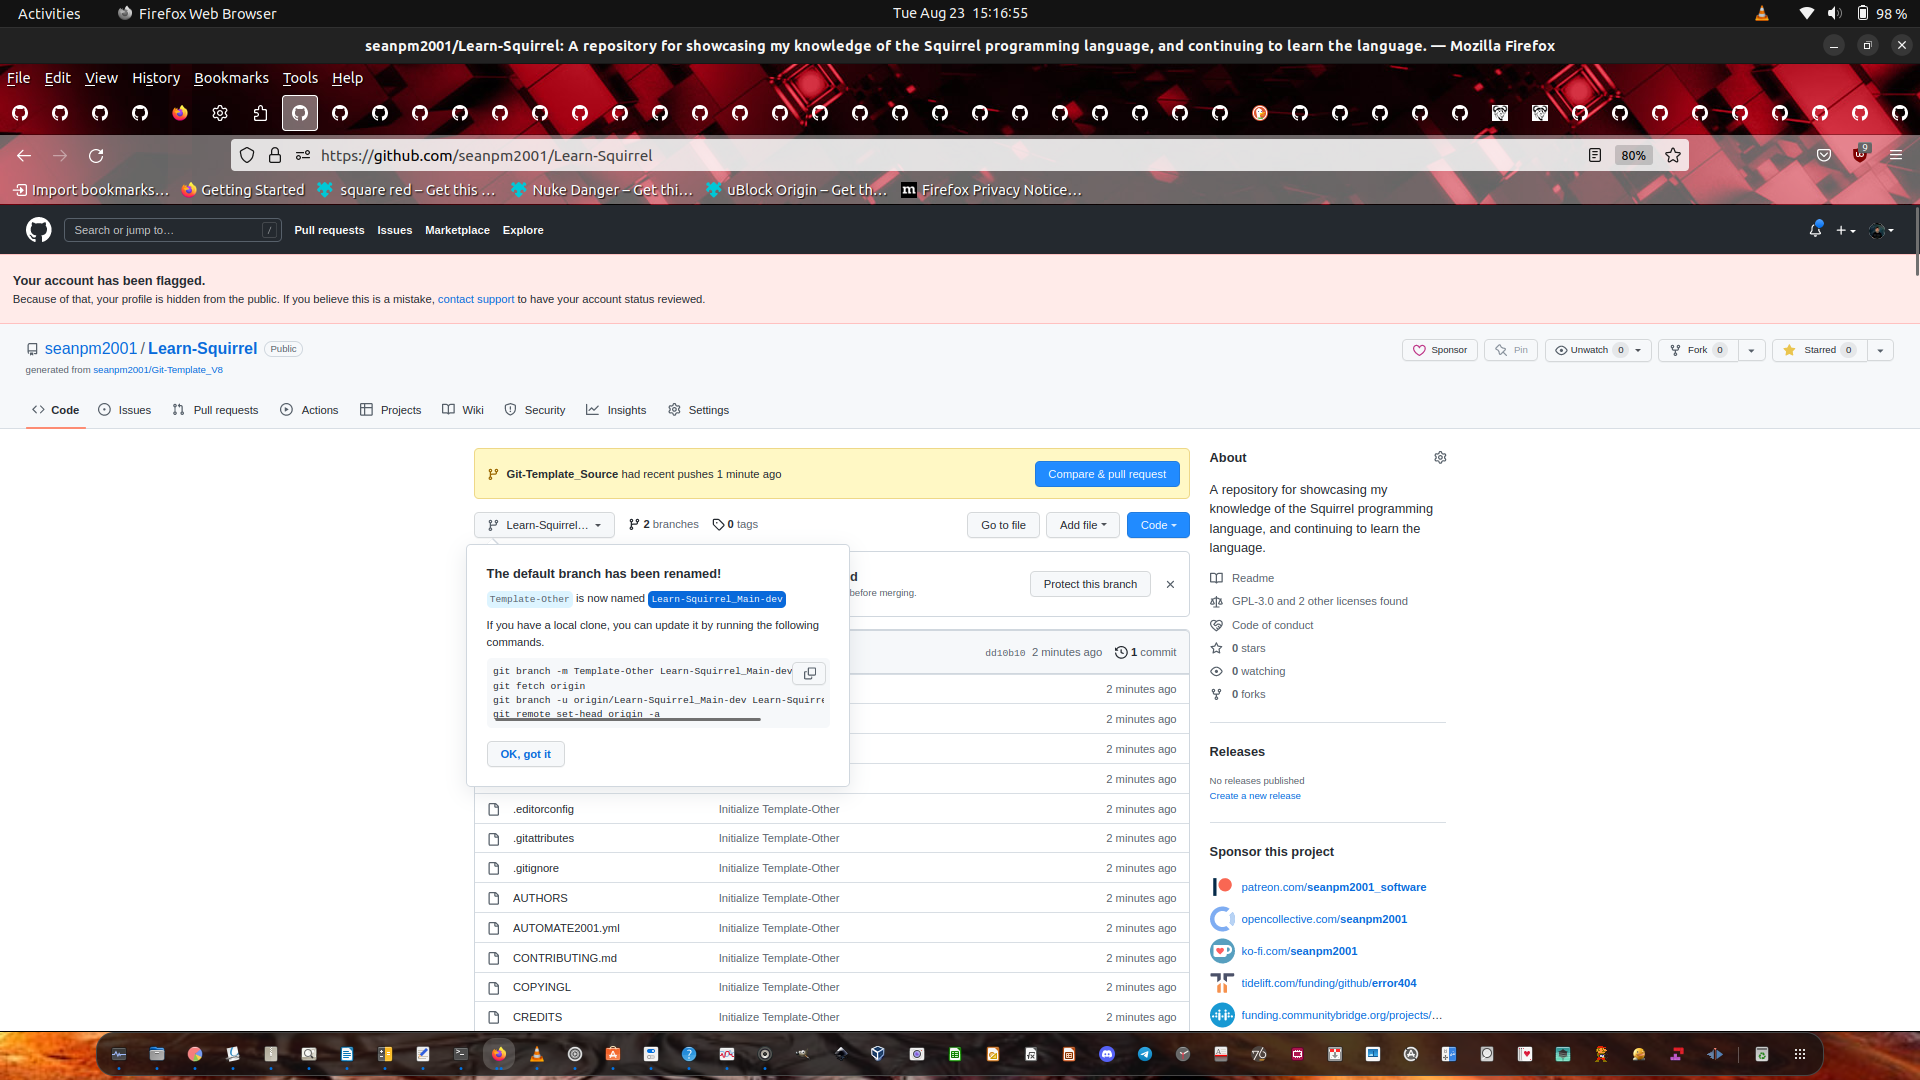 Activities
Firefox Web Browser
Tue Aug 23 15:16:55
98 %
seanpm2001/Learn-Squirrel: A repository for showcasing my knowledge of the Squirrel programming language, and continuing to learn the language. — Mozilla Firefox
File Edit View History Bookmarks Tools Help
https://github.com/seanpm2001/Learn-Squirrel
80%
9
Import bookmarks…
Getting Started
square red – Get this …
Nuke Danger – Get thi…
uBlock Origin – Get th…
Firefox Privacy Notice…
Search or jump to…
/
Pull requests Issues Marketplace Explore
Your account has been flagged.
Because of that, your profile is hidden from the public. If you believe this is a mistake, contact support to have your account status reviewed.
seanpm2001 / Learn-Squirrel Public
Sponsor
Pin
Unwatch 0
Fork 0
Starred 0
generated from seanpm2001/Git-Template_V8
Code
Issues
Pull requests
Actions
Projects
Wiki
Security
Insights
Settings
Git-Template_Source had recent pushes 1 minute ago
Compare & pull request
Learn-Squirrel…
2 branches
0 tags
Go to file
Add file
Code
The default branch has been renamed!
Template-Other is now named Learn-Squirrel_Main-dev
If you have a local clone, you can update it by running the following
commands.
git branch -m Template-Other Learn-Squirrel_Main-dev
git fetch origin
git branch -u origin/Learn-Squirrel_Main-dev Learn-Squirre
git remote set-head origin -a
OK, got it
d
before merging.
Protect this branch
dd10b10 2 minutes ago
1 commit
2 minutes ago
2 minutes ago
2 minutes ago
2 minutes ago
.editorconfig Initialize Template-Other 2 minutes ago
.gitattributes Initialize Template-Other 2 minutes ago
.gitignore Initialize Template-Other 2 minutes ago
AUTHORS Initialize Template-Other 2 minutes ago
AUTOMATE2001.yml Initialize Template-Other 2 minutes ago
CONTRIBUTING.md Initialize Template-Other 2 minutes ago
COPYINGL Initialize Template-Other 2 minutes ago
CREDITS Initialize Template-Other 2 minutes ago
About
A repository for showcasing my
knowledge of the Squirrel programming
language, and continuing to learn the
language.
Readme
GPL-3.0 and 2 other licenses found
Code of conduct
0 stars
0 watching
0 forks
Releases
No releases published
Create a new release
Sponsor this project
patreon.com/seanpm2001_software
opencollective.com/seanpm2001
ko-fi.com/seanpm2001
tidelift.com/funding/github/error404
funding.communitybridge.org/projects/…